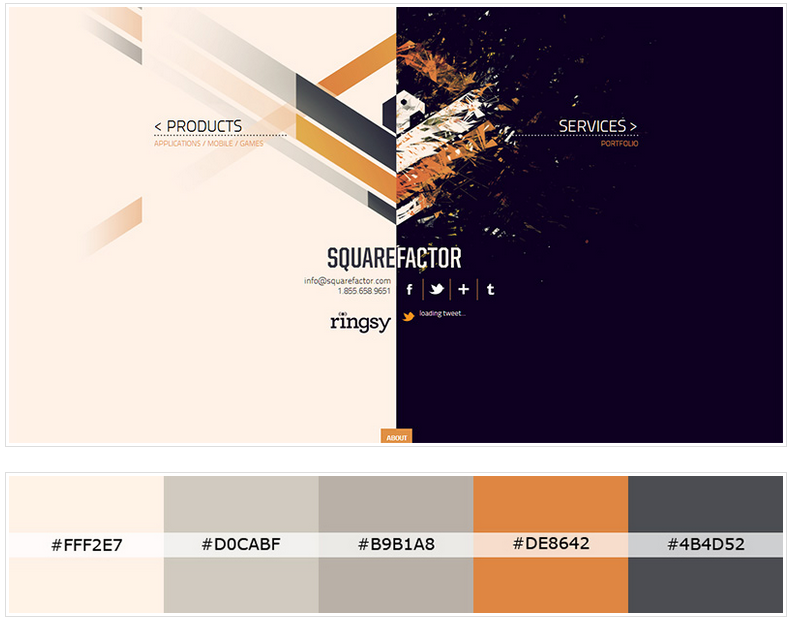 < PRODUCTS
APPLICATIONS / MOBILE / GAMES
SERVICES >
PORTFOLIO
SQUAREFACTOR
info@squarefactor.com
1.855.658.9651
f + t
ringsy
loading tweet...
ABOUT
#FFF2E7 #D0CABF #B9B1A8 #DE8642 #4B4D52